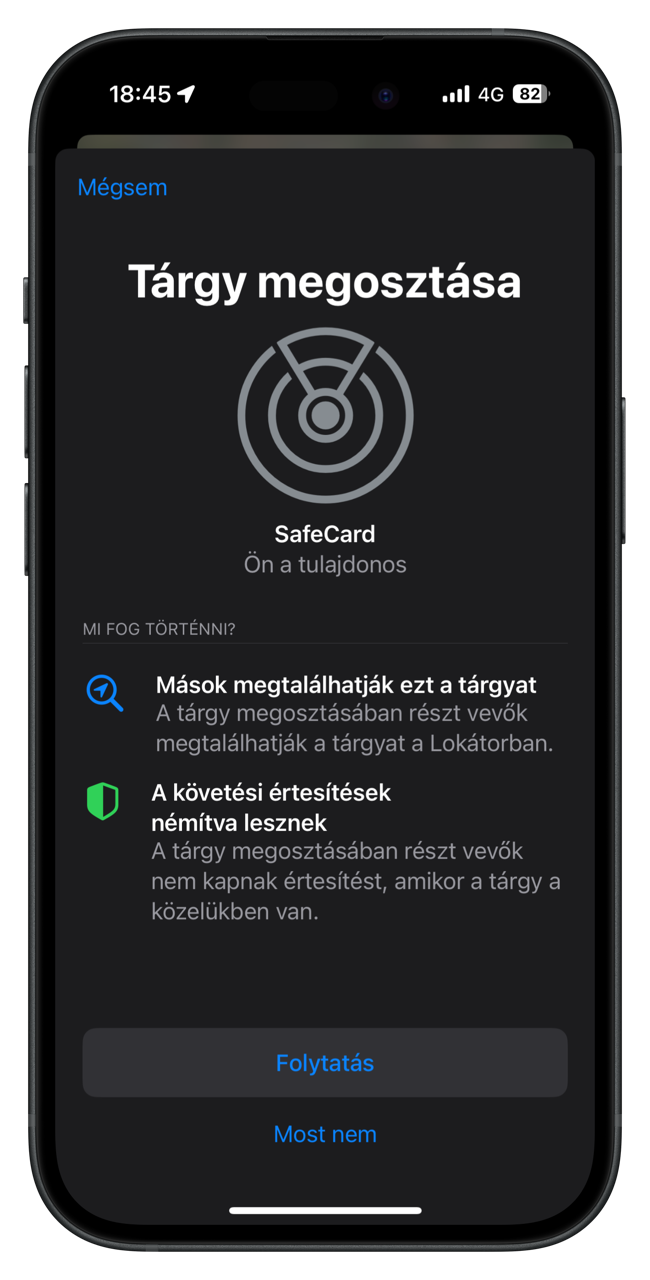 18:45 4G 82
Mégsem
Tárgy megosztása
SafeCard
Ön a tulajdonos
MI FOG TÖRTÉNNI?
Mások megtalálhatják ezt a tárgyat
A tárgy megosztásában részt vevők
megtalálhatják a tárgyat a Lokátorban.
A követési értesítések
némítva lesznek
A tárgy megosztásában részt vevők
nem kapnak értesítést, amikor a tárgy a
közelükben van.
Folytatás
Most nem